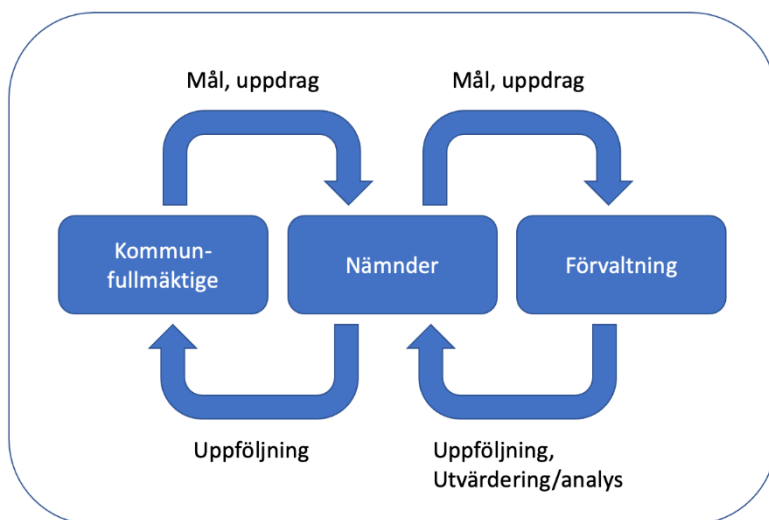 Mål, uppdrag
Mål, uppdrag
Kommun-
fullmäktige
Nämnder
Förvaltning
Uppföljning
Uppföljning,
Utvärdering/analys